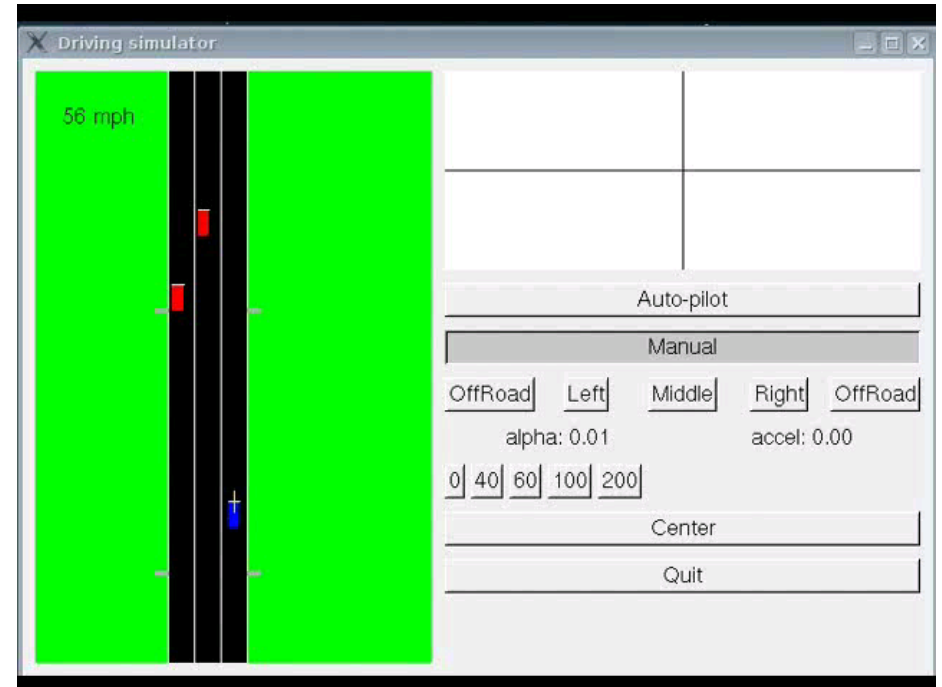 Driving simulator
56 mph
Auto-pilot
Manual
OffRoad Left Middle Right OffRoad
alpha: 0.01 accel: 0.00
0 40 60 100 200
Center
Quit